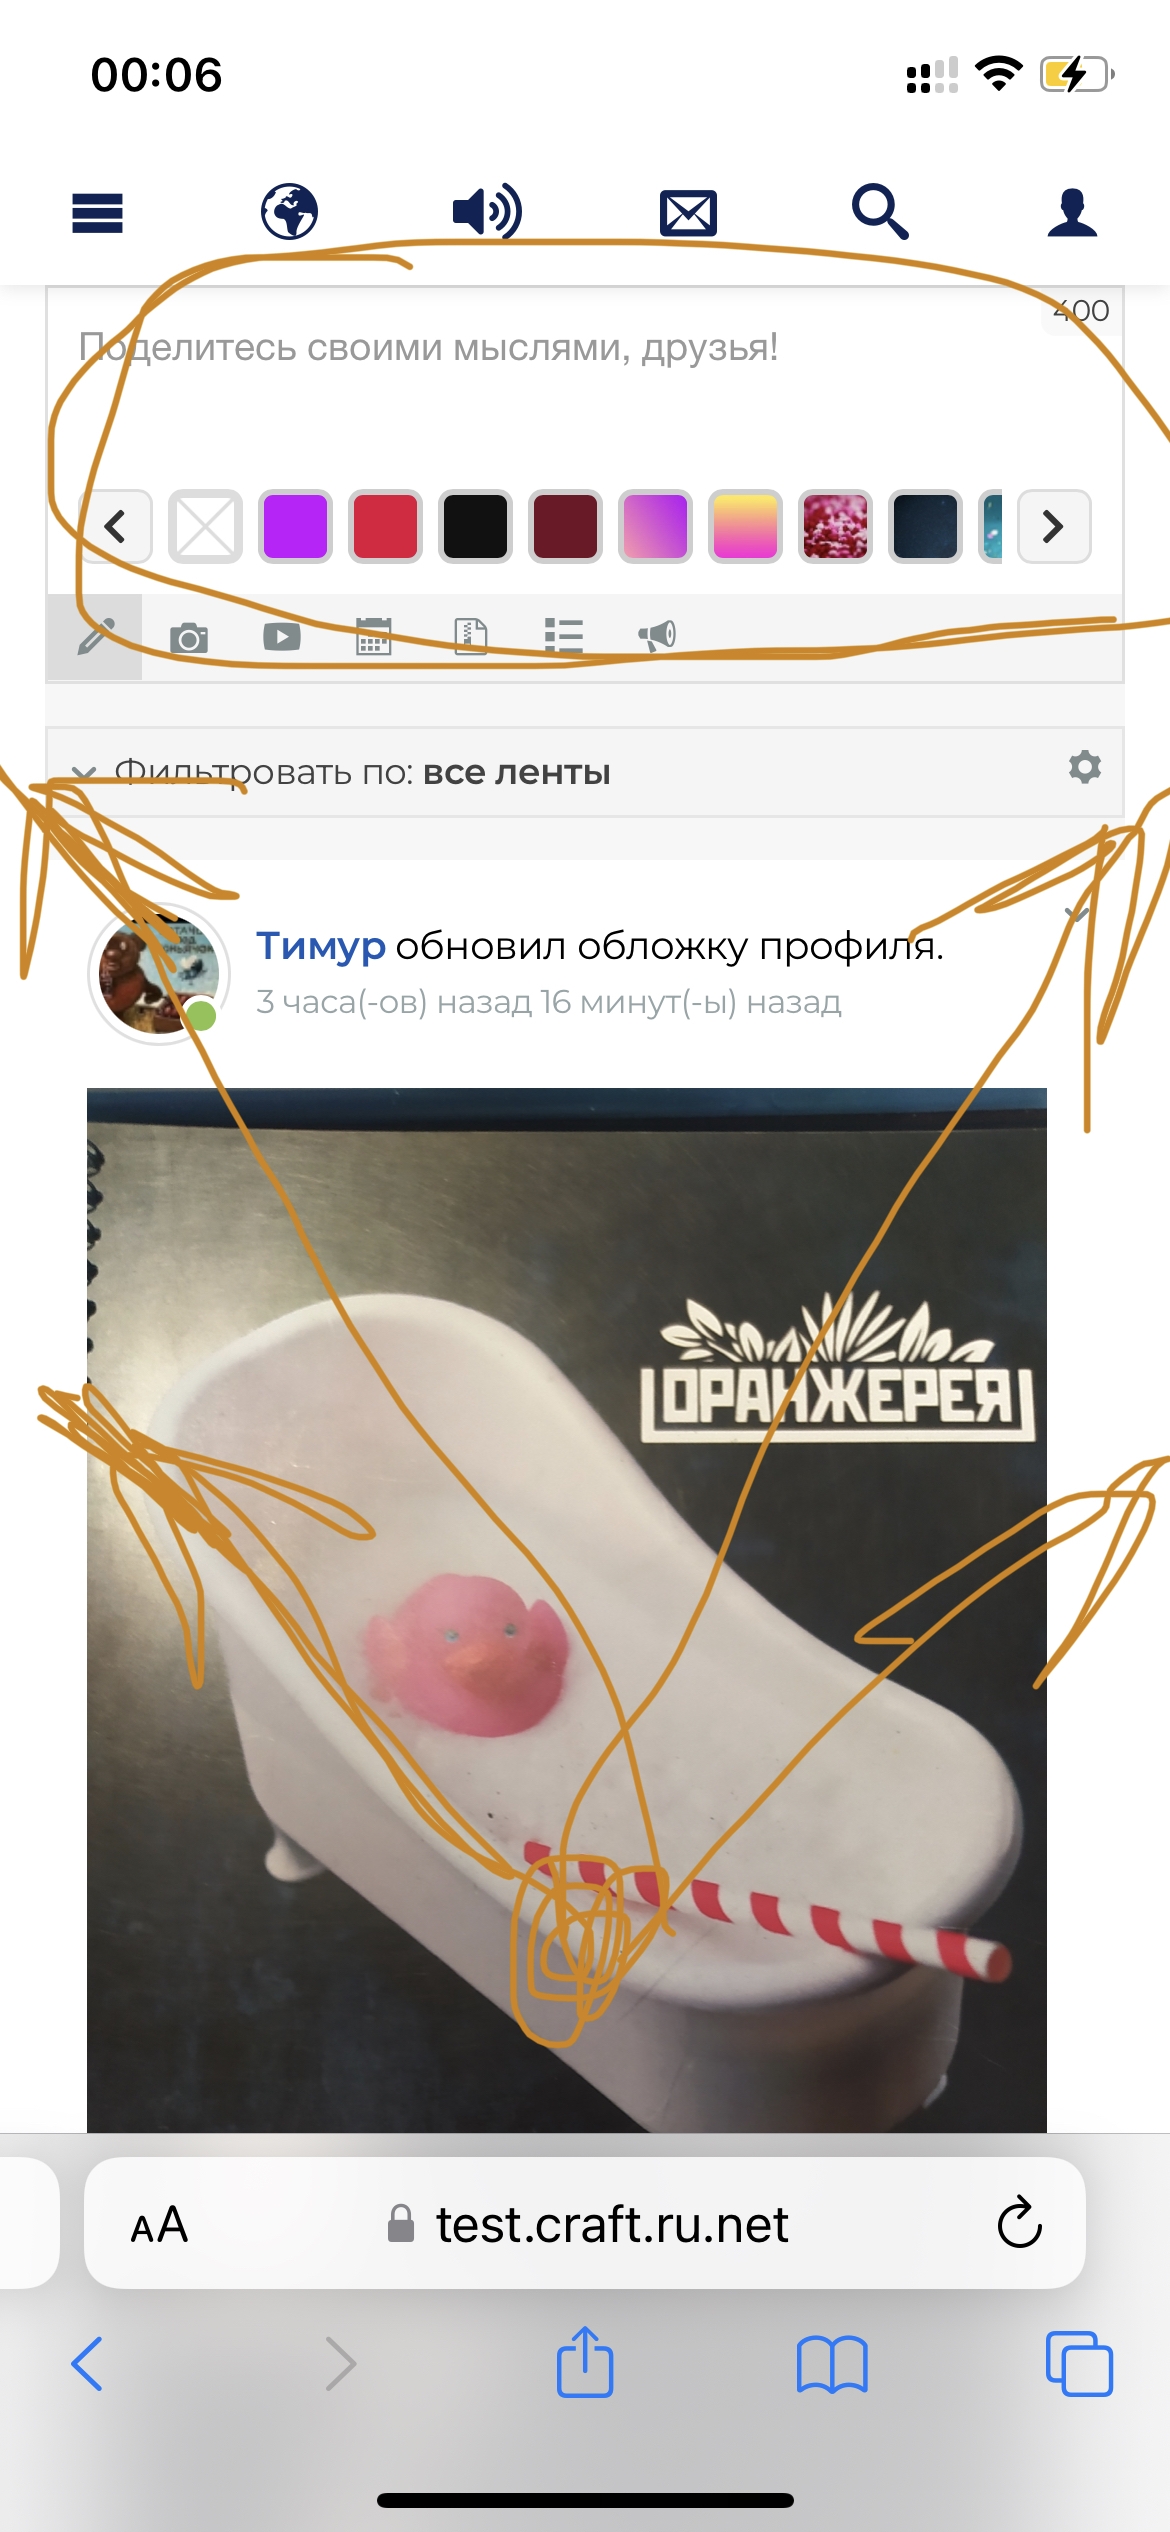 00:06
400
Поделитесь своими мыслями, друзья!
Фильтровать по: все ленты
Тимур обновил обложку профиля.
3 часа(-ов) назад 16 минут(-ы) назад
ОРАНЖЕРЕЯ
AA test.craft.ru.net